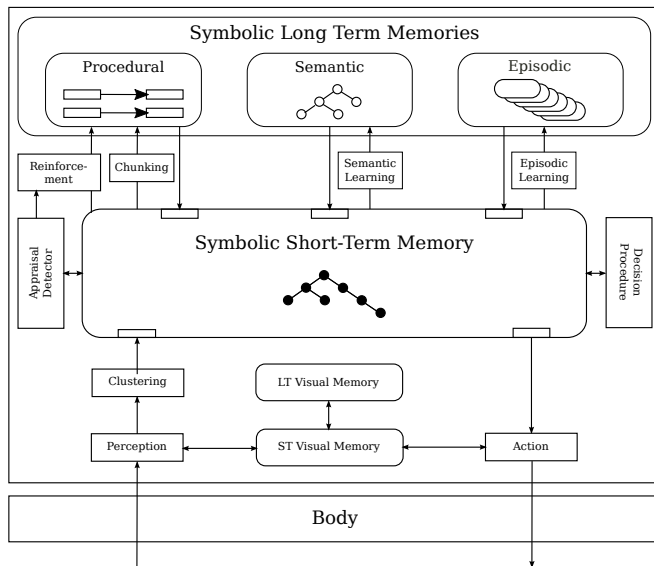 Symbolic Long Term Memories
Procedural
Semantic
Episodic
Reinforce-
ment
Chunking
Semantic
Learning
Episodic
Learning
Appraisal
Detector
Symbolic Short-Term Memory
Decision
Procedure
Clustering
LT Visual Memory
Perception
ST Visual Memory
Action
Body